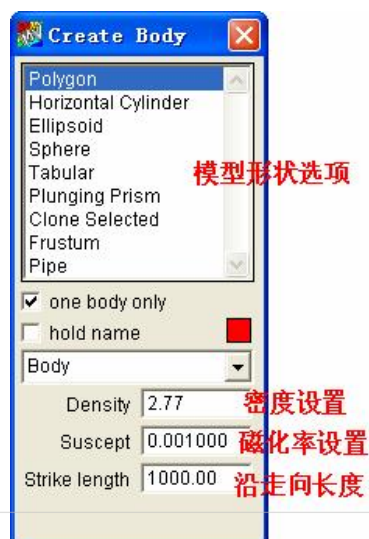 Create Body
Polygon
Horizontal Cylinder
Ellipsoid
Sphere
Tabular
模型形状选项
Plunging Prism
Clone Selected
Frustum
Pipe
one body only
hold name
Body
Density 2.77 密度设置
Suscept 0.001000 磁化率设置
Strike length 1000.00 沿走向长度